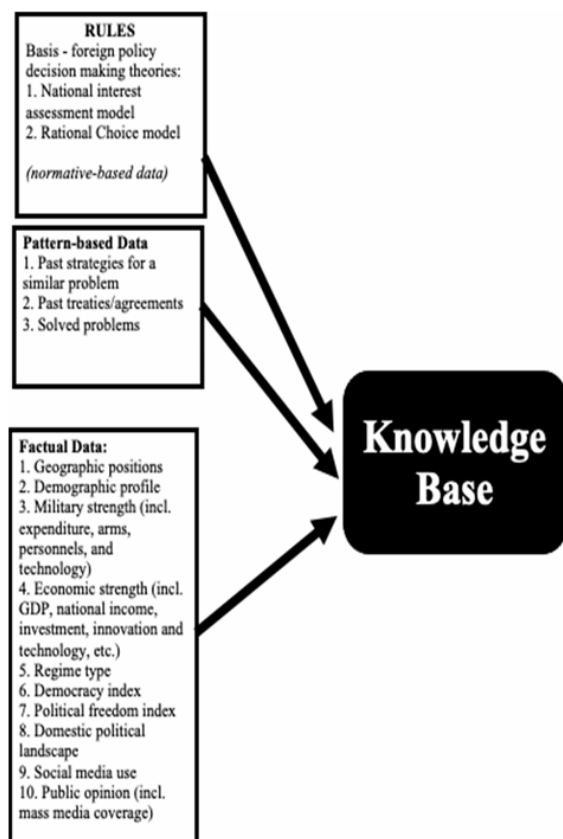 RULES
Basis - foreign policy
decision making theories:
1. National interest
assessment model
2. Rational Choice model
(normative-based data)
Pattern-based Data
1. Past strategies for a
similar problem
2. Past treaties/agreements
3. Solved problems
Factual Data:
1. Geographic positions
2. Demographic profile
3. Military strength (incl.
expenditure, arms,
personnels, and
technology)
4. Economic strength (incl.
GDP, national income,
investment, innovation and
technology, etc.)
5. Regime type
6. Democracy index
7. Political freedom index
8. Domestic political
landscape
9. Social media use
10. Public opinion (incl.
mass media coverage)
Knowledge
Base